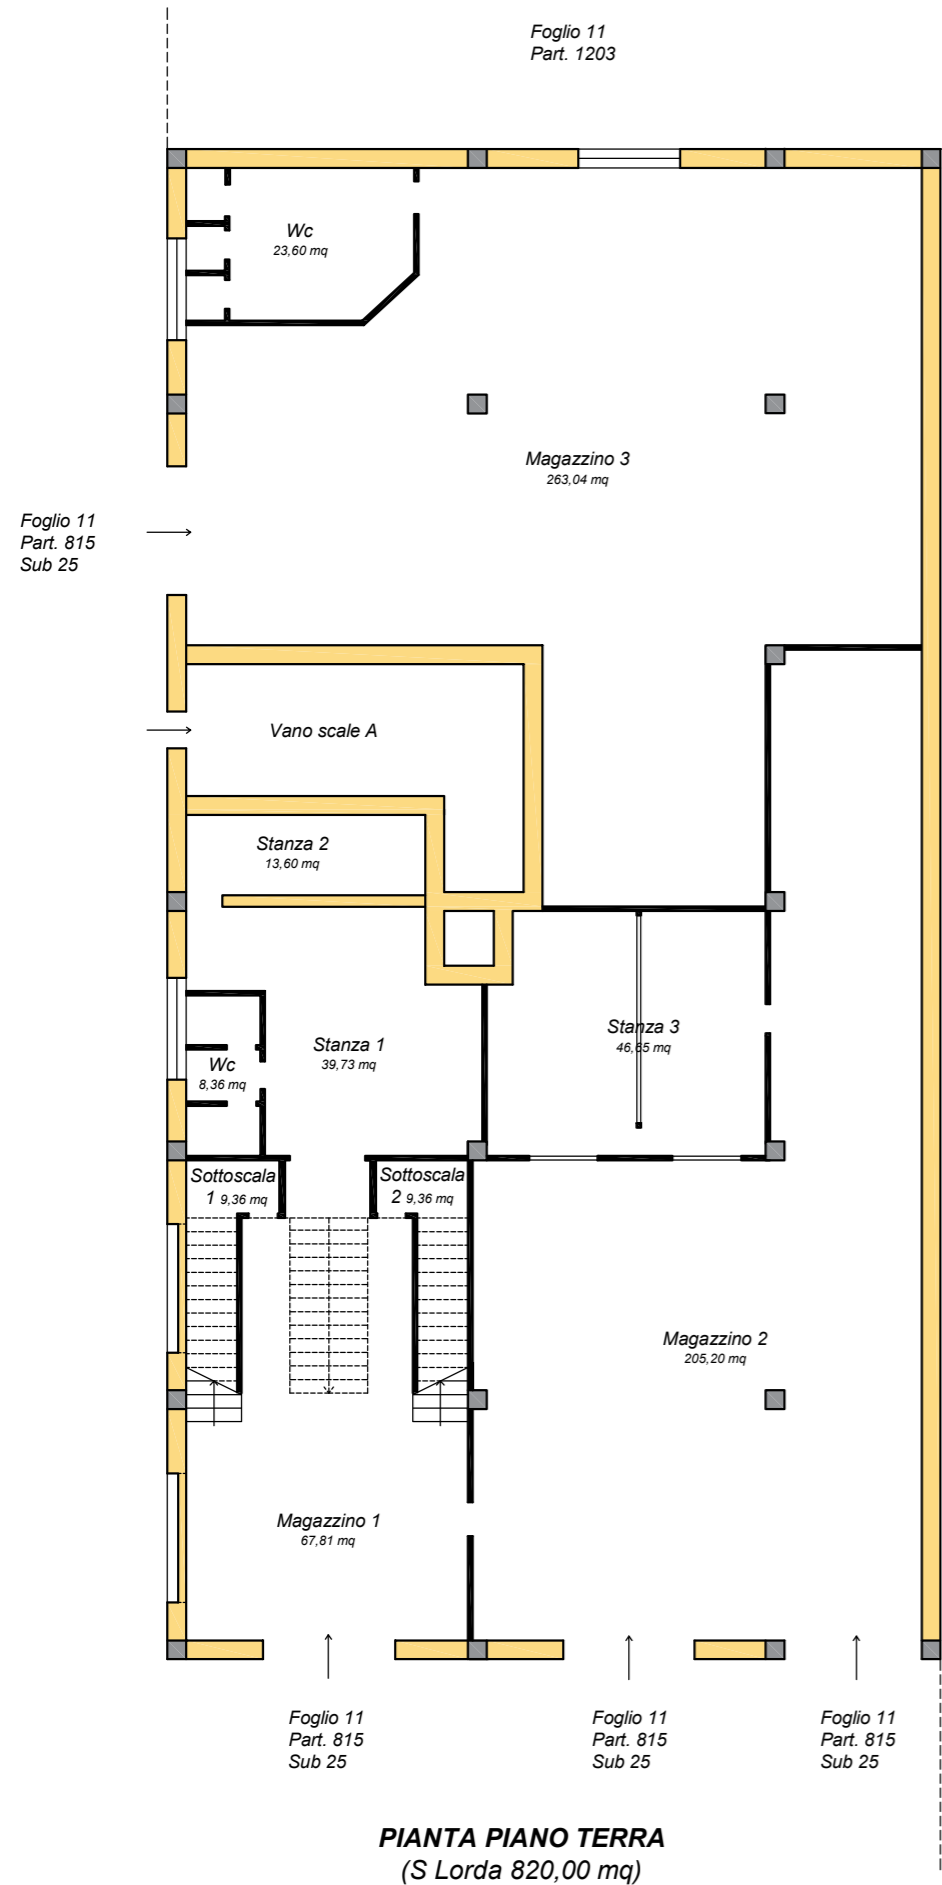 Foglio 11
Part. 1203
Wc
23,60 mq
Magazzino 3
263,04 mq
Foglio 11
Part. 815
Sub 25
Vano scale A
Stanza 2
13,60 mq
Stanza 3
46,65 mq
Stanza 1
39,73 mq
Wc
8,36 mq
Sottoscala
1 9,36 mq
Sottoscala
2 9,36 mq
Magazzino 2
205,20 mq
Magazzino 1
67,81 mq
Foglio 11
Part. 815
Sub 25
Foglio 11
Part. 815
Sub 25
Foglio 11
Part. 815
Sub 25
PIANTA PIANO TERRA
(S Lorda 820,00 mq)